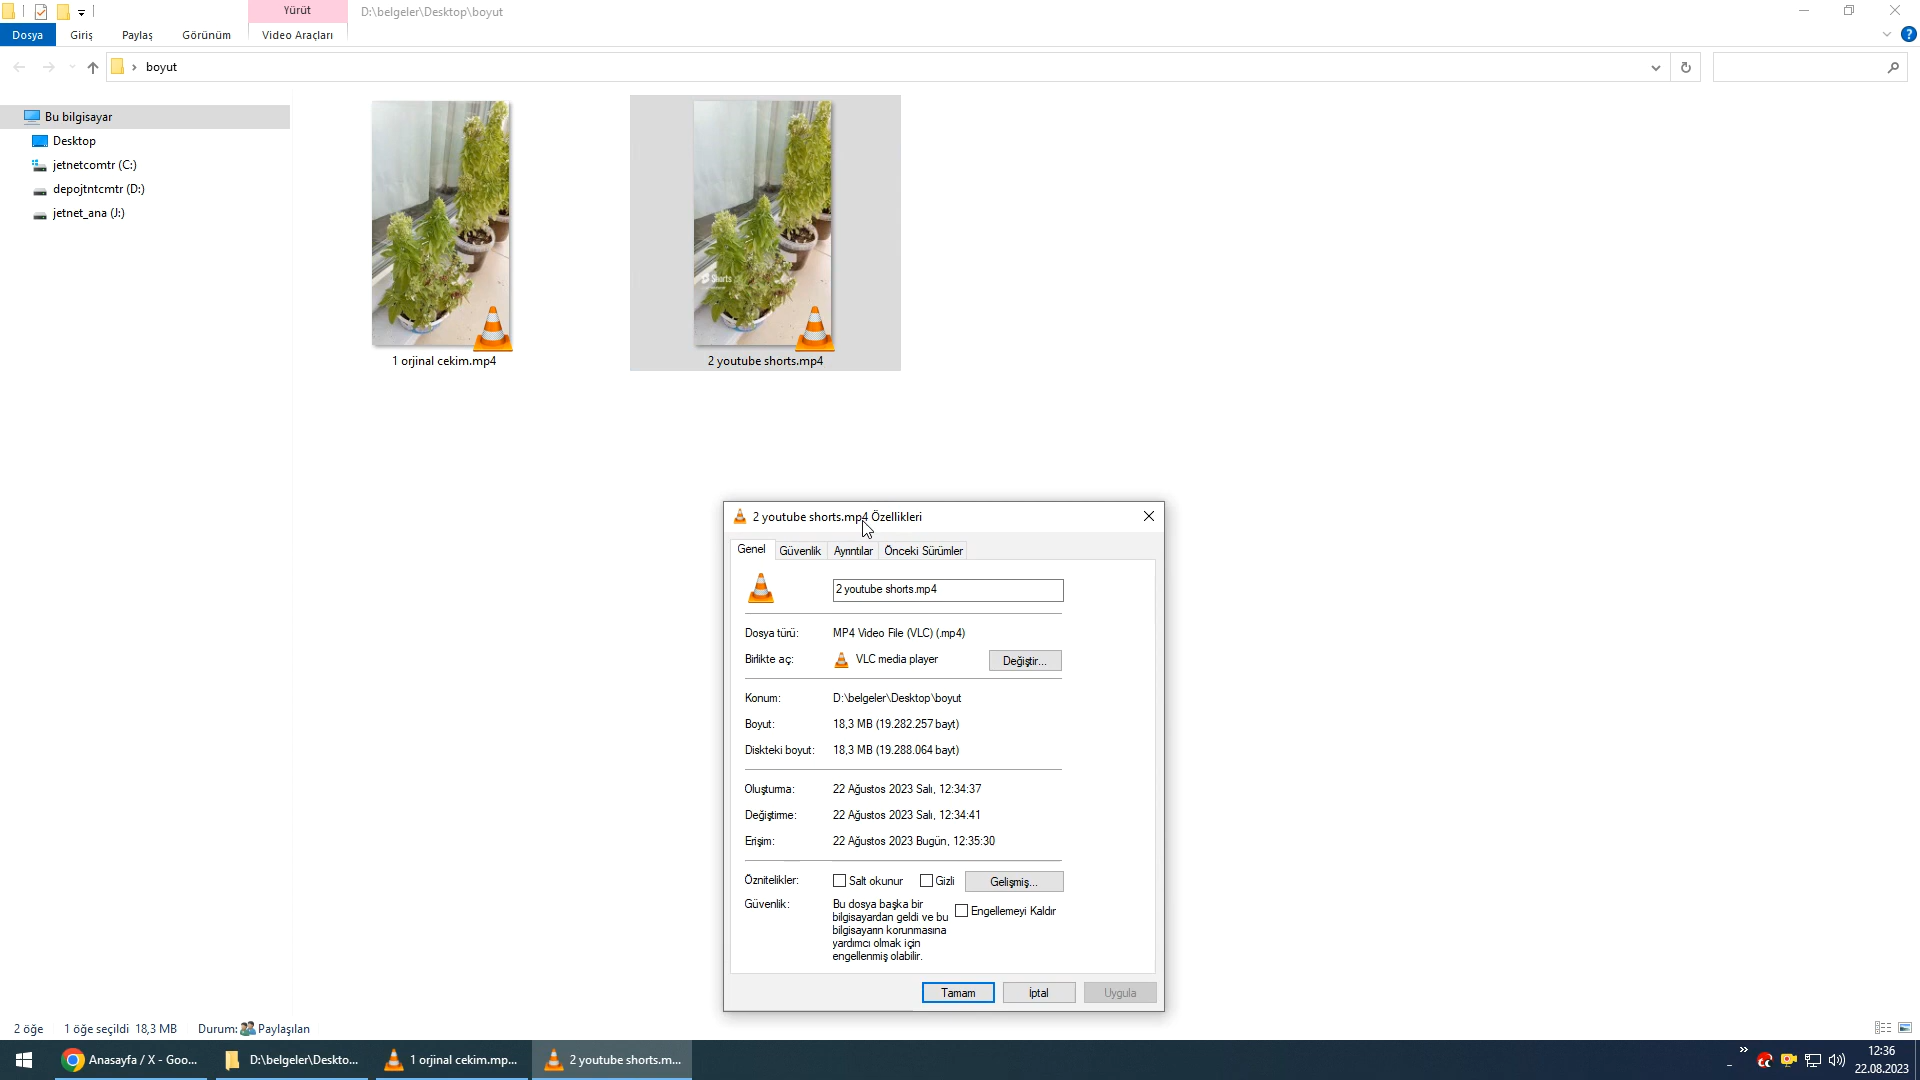 Yürüt
D:\belgeler\Desktop\boyut
Dosya
Giriş
Paylaş
Görünüm
Video Araçları
boyut
Bu bilgisayar
Desktop
jetnetcomtr (C:)
depojtntcmtr (D:)
jetnet_ana (J:)
1 orjinal cekim.mp4
Shorts
2 youtube shorts.mp4
2 youtube shorts.mp4 Özellikleri
Genel
Güvenlik
Ayrıntılar
Önceki Sürümler
2 youtube shorts.mp4
Dosya türü: MP4 Video File (VLC) (.mp4)
Birlikte aç: VLC media player
Değiştir...
Konum: D:\belgeler\Desktop\boyut
Boyut: 18,3 MB (19.282.257 bayt)
Diskteki boyut: 18,3 MB (19.288.064 bayt)
Oluşturma: 22 Ağustos 2023 Salı, 12:34:37
Değiştirme: 22 Ağustos 2023 Salı, 12:34:41
Erişim: 22 Ağustos 2023 Bugün, 12:35:30
Öznitelikler: Salt okunur Gizli Gelişmiş...
Güvenlik: Bu dosya başka bir
bilgisayardan geldi ve bu
bilgisayarın korunmasına
yardımcı olmak için
engellenmiş olabilir.
Engellemeyi Kaldır
Tamam
İptal
Uygula
2 öğe 1 öğe seçildi 18,3 MB Durum: Paylaşılan
Anasayfa / X - Goo...
D:\belgeler\Deskto...
1 orjinal cekim.mp...
2 youtube shorts.m...
12:36
22.08.2023